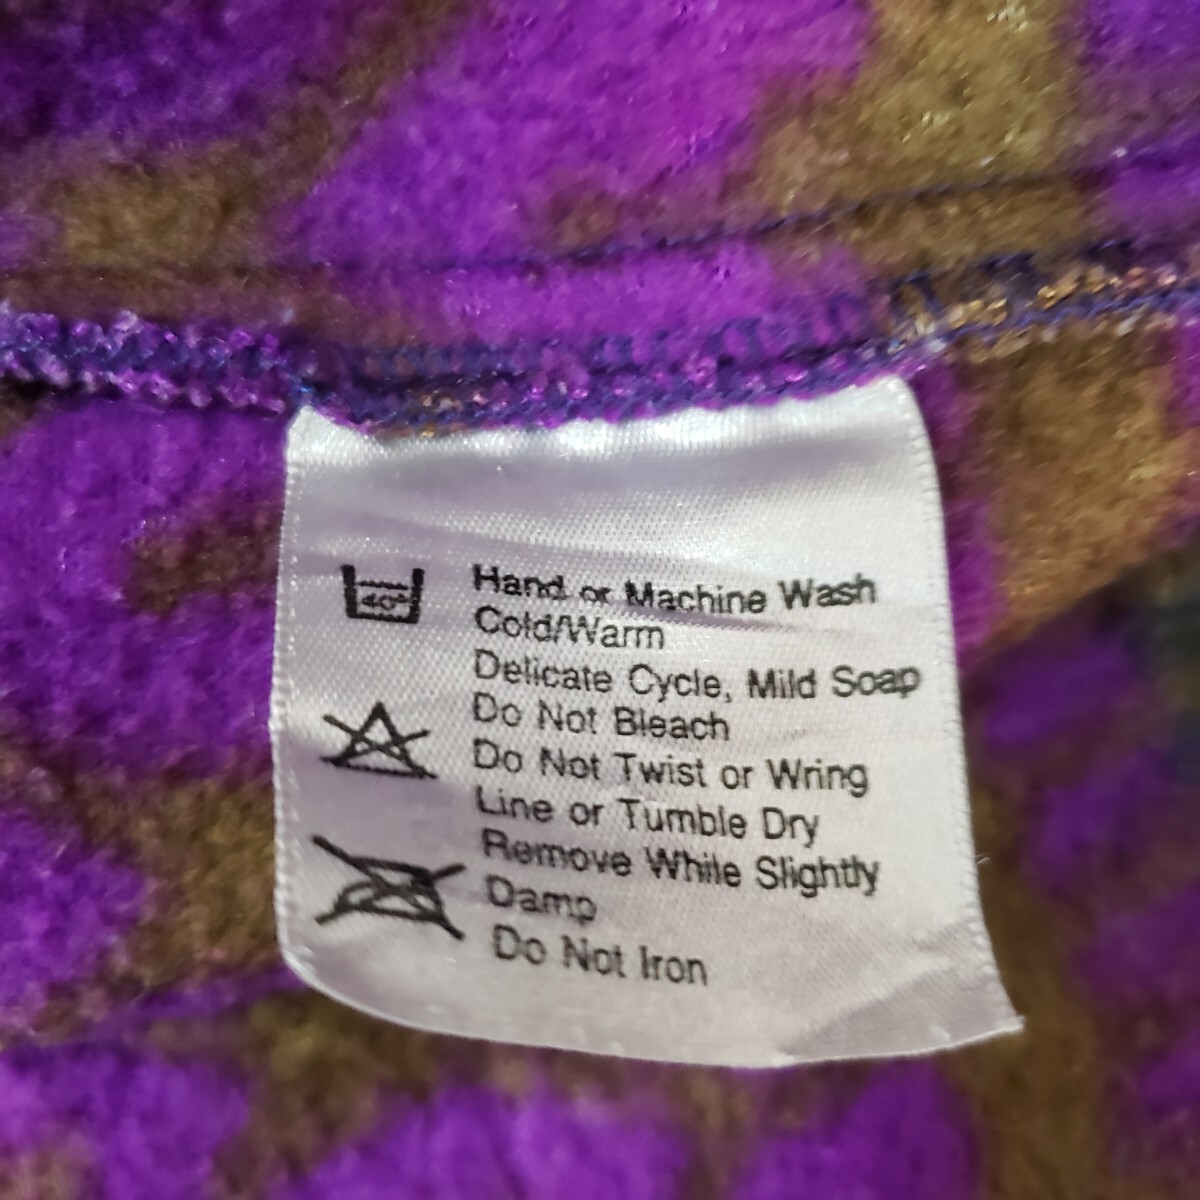 40°
Hand or Machine Wash
Cold/Warm
Delicate Cycle, Mild Soap
Do Not Bleach
Do Not Twist or Wring
Line or Tumble Dry
Remove While Slightly
Damp
Do Not Iron